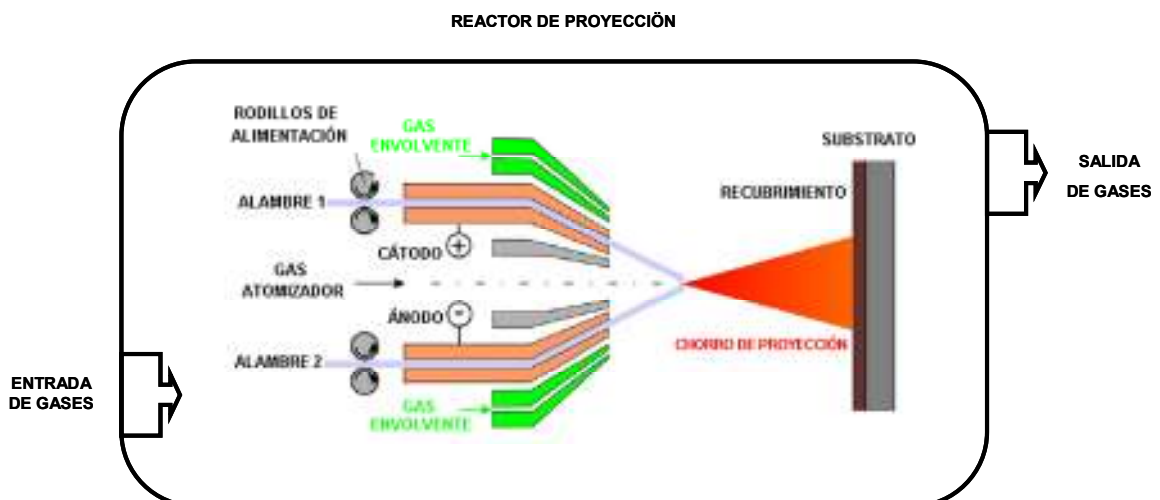 REACTOR DE PROYECCIÖN
RODILLOS DE
ALIMENTACIÓN
GAS
ENVOLVENTE
SUBSTRATO
SALIDA
DE GASES
RECUBRIMIENTO
ALAMBRE 1
CÁTODO
+
GAS
ATOMIZADOR
ÁNODO
-
CHORRO DE PROYECCIÓN
ALAMBRE 2
ENTRADA
DE GASES
GAS
ENVOLVENTE